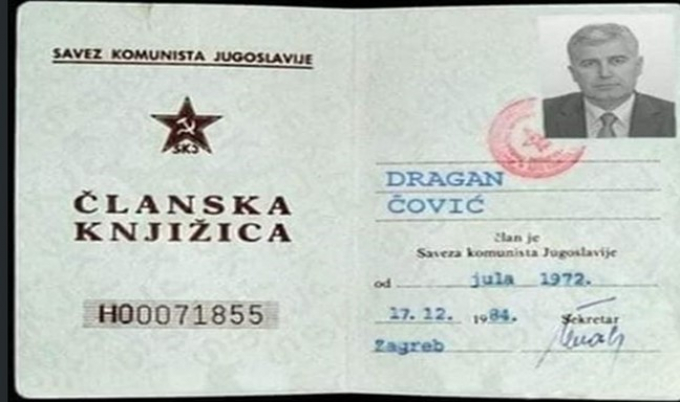 SAVEZ KOMUNISTA JUGOSLAVIJE
SKJ
ČLANSKA
KNJIŽICA
H00071855
DRAGAN
ČOVIĆ
član je
Saveza komunista Jugoslavije
od jula 1972.
17.12. 1984. Sekretar
Zagreb